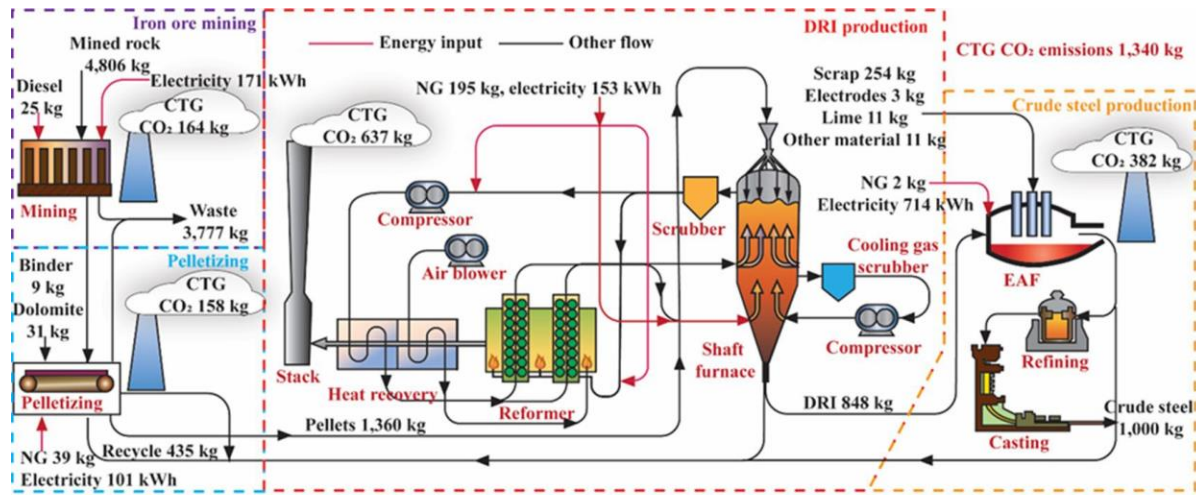 Iron ore mining
Mined rock
4,806 kg
Electricity 171 kWh
Diesel
25 kg
CTG
CO₂ 164 kg
Mining
Waste
3,777 kg
Pelletizing
Binder
9 kg
Dolomite
31 kg
CTG
CO₂ 158 kg
Pelletizing
NG 39 kg
Electricity 101 kWh
Recycle 435 kg
Pellets 1,360 kg
DRI production
Energy input
Other flow
NG 195 kg, electricity 153 kWh
CTG
CO₂ 637 kg
Compressor
Air blower
Stack
Heat recovery
Reformer
Scrubber
Shaft
furnace
Cooling gas
scrubber
Compressor
DRI 848 kg
CTG CO₂ emissions 1,340 kg
Scrap 254 kg
Electrodes 3 kg
Lime 11 kg
Other material 11 kg
Crude steel production
CTG
CO₂ 382 kg
NG 2 kg
Electricity 714 kWh
EAF
Refining
Casting
Crude steel
1,000 kg